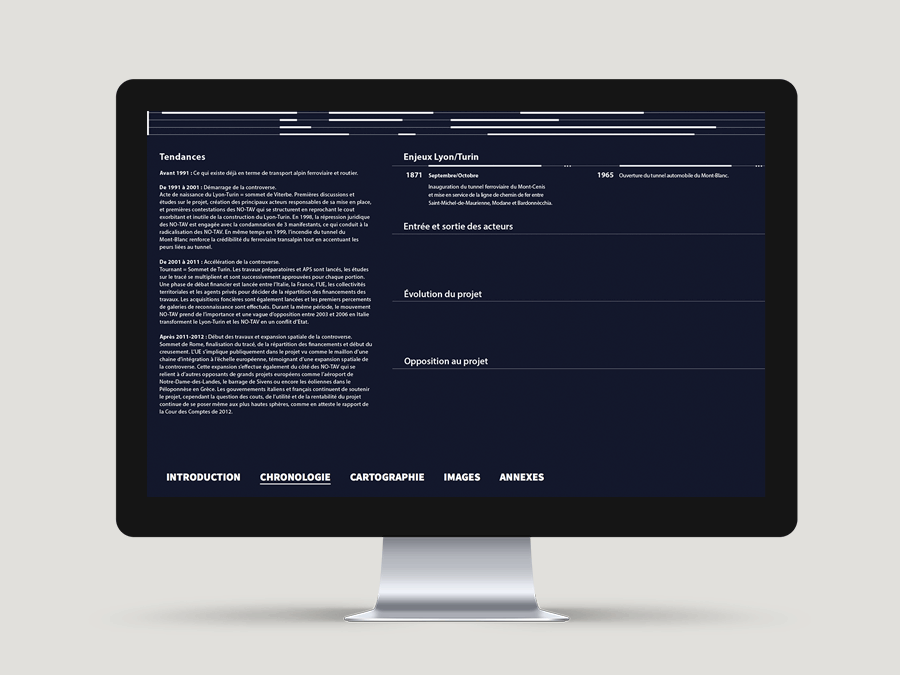 Tendances
Avant 1991 : Ce qui existe déjà en terme de transport alpin ferroviaire et routier.
De 1991 à 2001 : Démarrage de la controverse.
Acte de naissance du Lyon-Turin = sommet de Viterbe. Premières discussions et
études sur le projet, création des principaux acteurs responsables de sa mise en place,
et premières contestations des NO-TAV qui se structurent en reprochant le cout
exorbitant et inutile de la construction du Lyon-Turin. En 1998, la répression juridique
des NO-TAV est engagée avec la condamnation de 3 manifestants, ce qui conduit à la
radicalisation des NO-TAV. En même temps en 1999, l'incendie du tunnel du
Mont-Blanc renforce la crédibilité du ferroviaire transalpin tout en accentuant les
peurs liées au tunnel.
De 2001 à 2011 : Accélération de la controverse.
Tournant = Sommet de Turin. Les travaux préparatoires et APS sont lancés, les études
sur le tracé se multiplient et sont successivement approuvées pour chaque portion.
Une phase de débat financier est lancée entre l'Italie, la France, l'UE, les collectivités
territoriales et les agents privés pour décider de la répartition des financements des
travaux. Les acquisitions foncières sont également lancées et les premiers percements
de galeries de reconnaissance sont effectués. Durant la même période, le mouvement
NO-TAV prend de l'importance et une vague d'opposition entre 2003 et 2006 en Italie
transforment le Lyon-Turin et les NO-TAV en un conflit d'Etat.
Après 2011-2012 : Début des travaux et expansion spatiale de la controverse.
Sommet de Rome, finalisation du tracé, de la répartition des financements et début du
creusement. L'UE s'implique publiquement dans le projet vu comme le maillon d'une
chaine d'intégration à l'échelle européenne, témoignant d'une expansion spatiale de
la controverse. Cette expansion s'effectue également du côté des NO-TAV qui se
relient à d'autres opposants de grands projets européens comme l'aéroport de
Notre-Dame-des-Landes, le barrage de Sivens ou encore les éoliennes dans le
Péloponnèse en Grèce. Les gouvernements italiens et français continuent de soutenir
le projet, cependant la question des couts, de l'utilité et de la rentabilité du projet
continue de se poser même aux plus hautes sphères, comme en atteste le rapport de
la Cour des Comptes de 2012.
Enjeux Lyon/Turin
1871 Septembre/Octobre
Inauguration du tunnel ferroviaire du Mont-Cenis
et mise en service de la ligne de chemin de fer entre
Saint-Michel-de-Maurienne, Modane et Bardonnèchia.
1965 Ouverture du tunnel automobile du Mont-Blanc.
Entrée et sortie des acteurs
Évolution du projet
Opposition au projet
INTRODUCTION CHRONOLOGIE CARTOGRAPHIE IMAGES ANNEXES